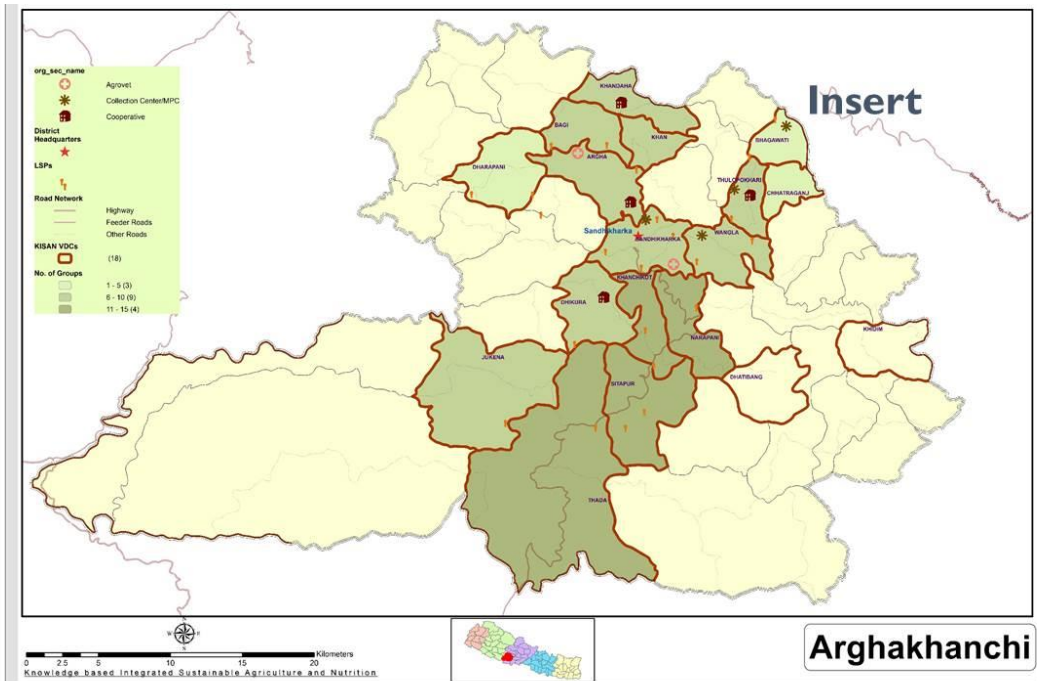 Insert
org_sec_name
Agrovet
Collection Center/MPC
Cooperative
District
Headquarters
LSPs
Road Network
Highway
Feeder Roads
Other Roads
KISAN VDCs
(18)
No. of Groups
1 - 5 (3)
6 - 10 (9)
11 - 15 (4)
KHANDAHA
BAGI
KHAN
BHAGAWATI
ARGHA
DHARAPANI
THULOPOKHARI
CHHATRAGANJ
Sandhikharka
SANDHIKHARKA
WANGLA
KHANCHIKOT
DHIKURA
NARAPANI
KHIDIM
JUKENA
DHATIBANG
SITAPUR
THADA
N
W
E
S
Kilometers
0 2.5 5 10 15 20
Knowledge based Integrated Sustainable Agriculture and Nutrition
Arghakhanchi